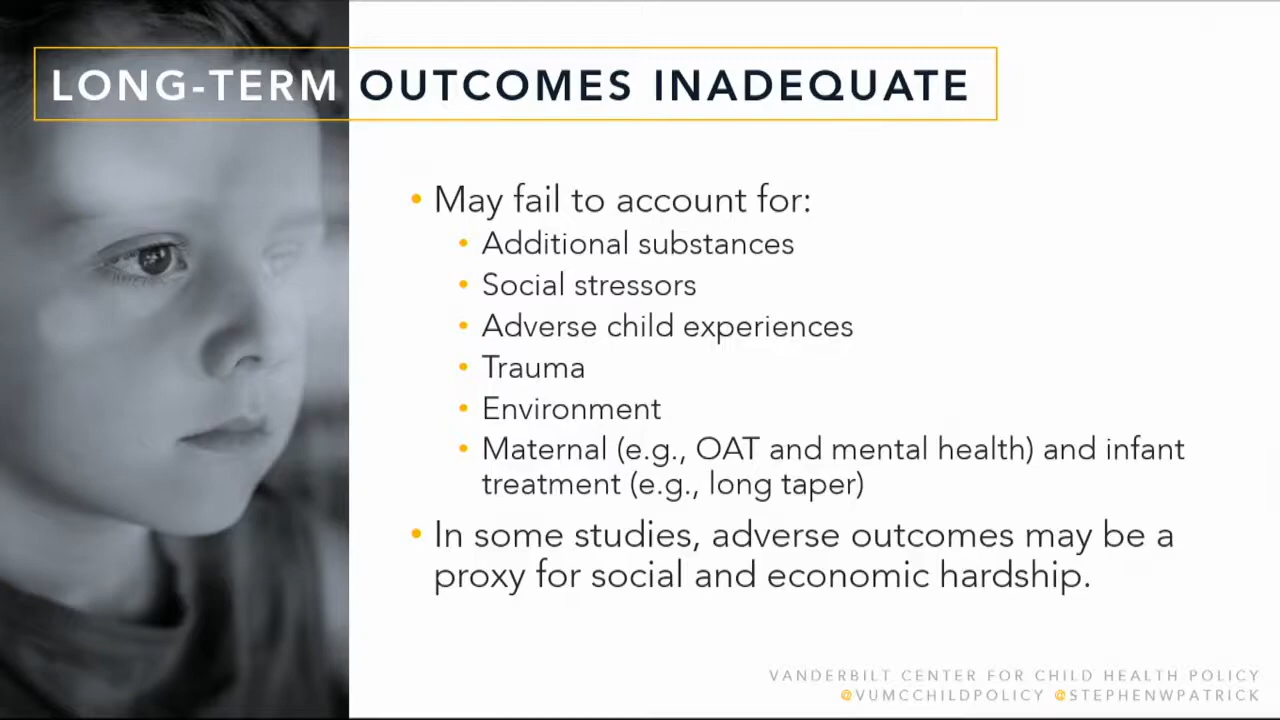 LONG-TERM OUTCOMES INADEQUATE
• May fail to account for:
• Additional substances
• Social stressors
• Adverse child experiences
• Trauma
• Environment
• Maternal (e.g., OAT and mental health) and infant
treatment (e.g., long taper)
• In some studies, adverse outcomes may be a
proxy for social and economic hardship.
VANDERBILT CENTER FOR CHILD HEALTH POLICY
@VUMCCHILDPOLICY @STEPHENWPATRICK